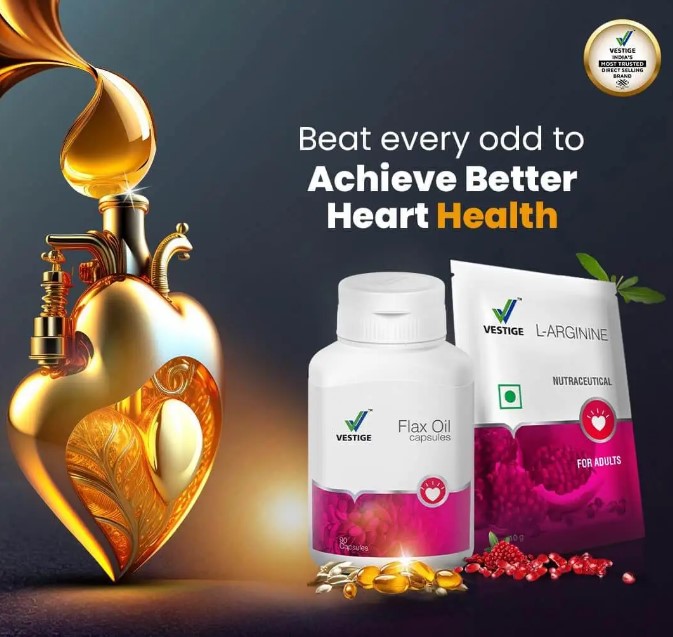 VESTIGE
INDIA'S
MOST TRUSTED
DIRECT SELLING
BRAND
Beat every odd to
Achieve Better
Heart Health
VESTIGE
Flax Oil
capsules
90
Capsules
VESTIGE
L-ARGININE
NUTRACEUTICAL
FOR ADULTS